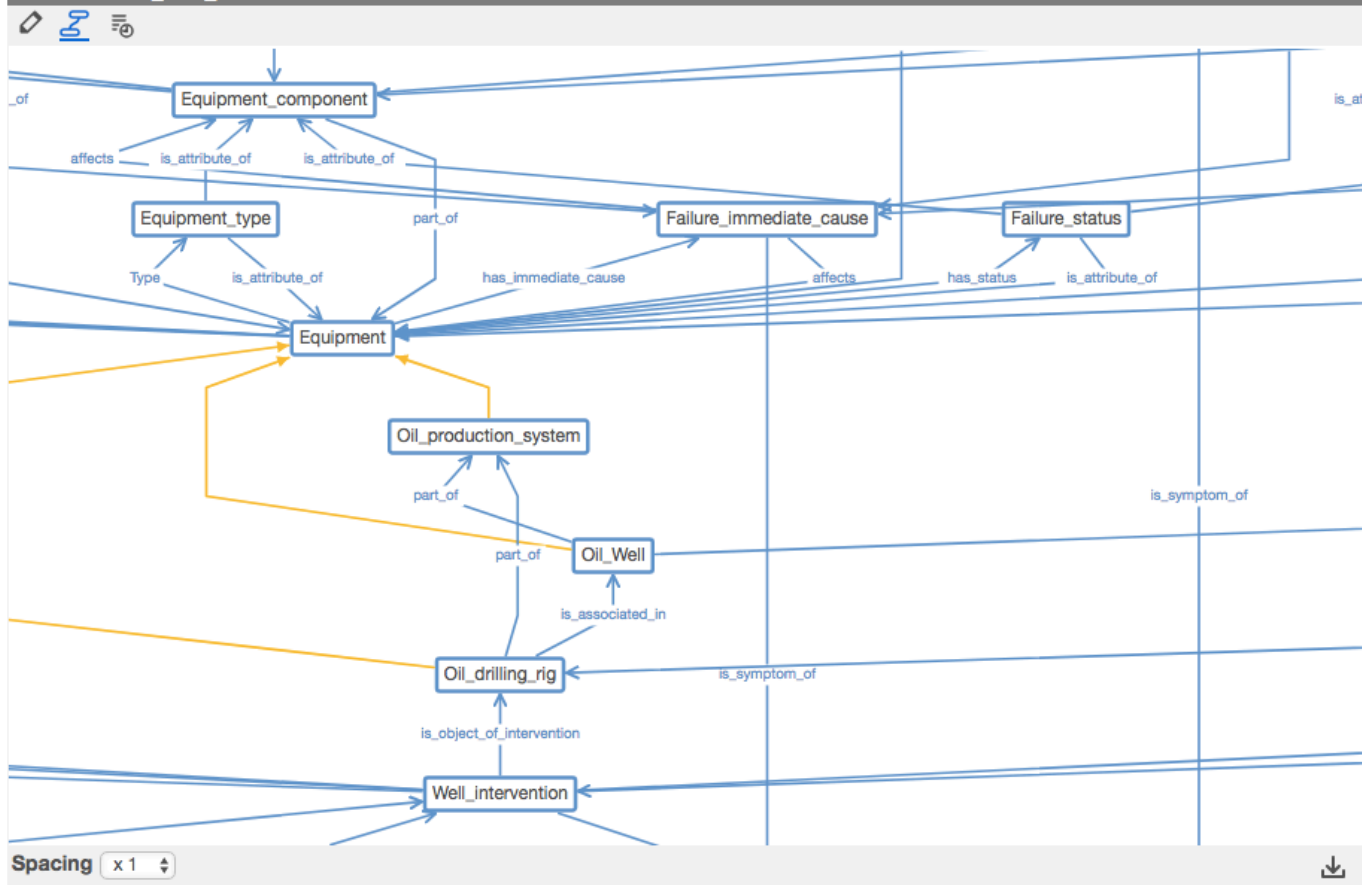 Equipment_component
_of
is_at
affects
is_attribute_of
is_attribute_of
Equipment_type
part_of
Failure_immediate_cause
Failure_status
Type
is_attribute_of
has_immediate_cause
affects
has_status
is_attribute_of
Equipment
Oil_production_system
part_of
is_symptom_of
part_of
Oil_Well
is_associated_in
Oil_drilling_rig
is_symptom_of
is_object_of_intervention
Well_intervention
Spacing x 1